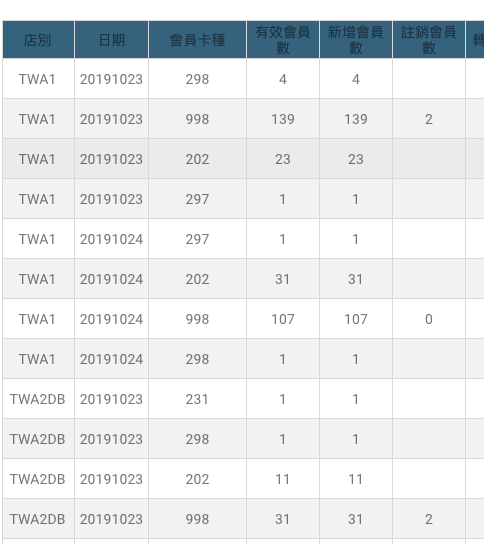 店別 日期 會員卡種 有效會員數 新增會員數 註銷會員數
TWA1 20191023 298 4 4
TWA1 20191023 998 139 139 2
TWA1 20191023 202 23 23
TWA1 20191023 297 1 1
TWA1 20191024 297 1 1
TWA1 20191024 202 31 31
TWA1 20191024 998 107 107 0
TWA1 20191024 298 1 1
TWA2DB 20191023 231 1 1
TWA2DB 20191023 298 1 1
TWA2DB 20191023 202 11 11
TWA2DB 20191023 998 31 31 2